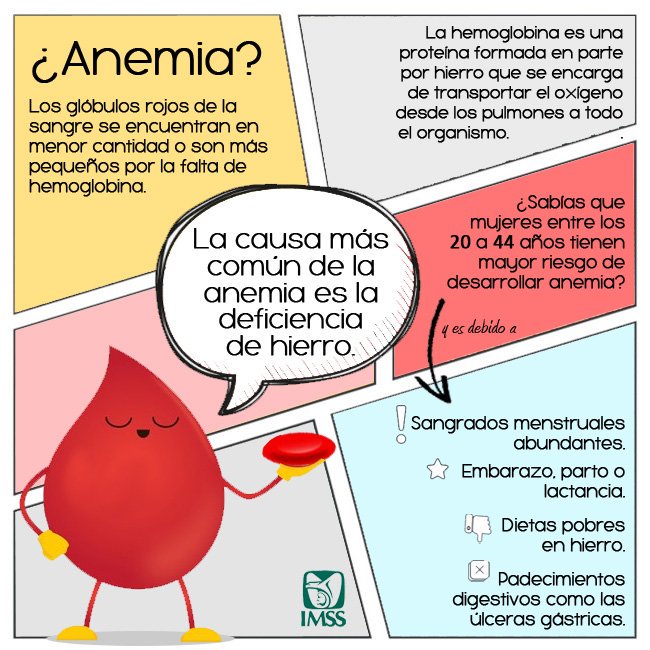 ¿Anemia?
Los glóbulos rojos de la
sangre se encuentran en
menor cantidad o son más
pequeños por la falta de
hemoglobina.
La hemoglobina es una
proteína formada en parte
por hierro que se encarga
de transportar el oxígeno
desde los pulmones a todo
el organismo.
La causa más
común de la
anemia es la
deficiencia
de hierro.
¿Sabías que
mujeres entre los
20 a 44 años tienen
mayor riesgo de
desarrollar anemia?
y es debido a
Sangrados menstruales
abundantes.
Embarazo, parto o
lactancia.
Dietas pobres
en hierro.
Padecimientos
digestivos como las
úlceras gástricas.
IMSS